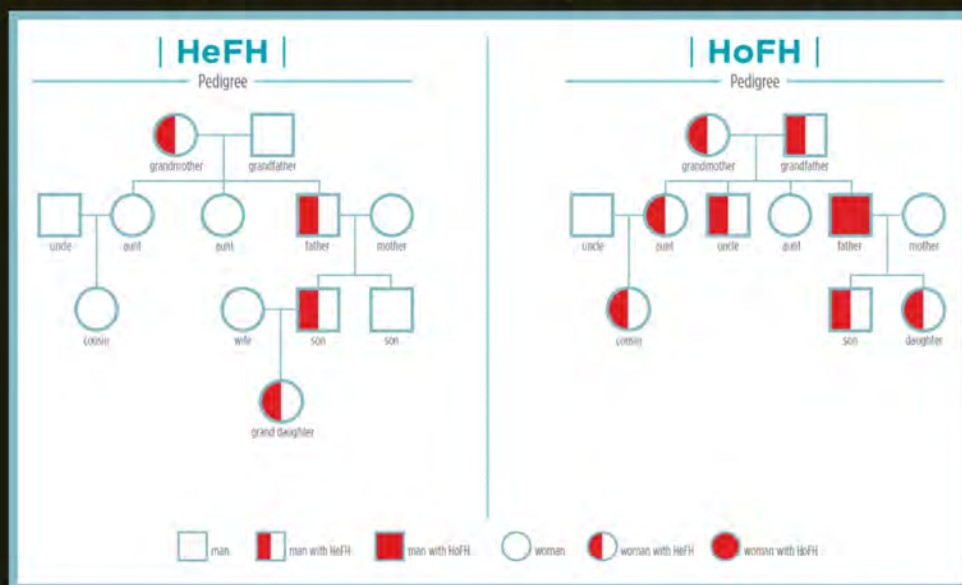 | HeFH |
Pedigree
grandmother grandfather
uncle aunt aunt father mother
cousin wife son son
grand daughter
| HoFH |
Pedigree
grandmother grandfather
uncle aunt uncle aunt father mother
cousin son daughter
man man with HeFH man with HoFH woman woman with HeFH woman with HoFH